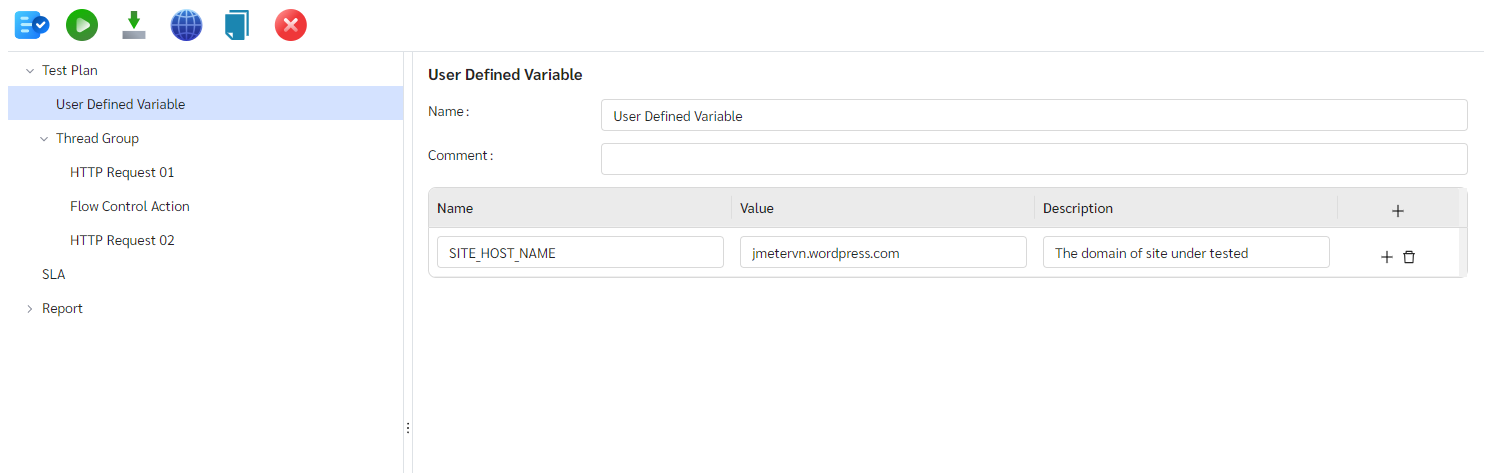 Test Plan
User Defined Variable
Thread Group
HTTP Request 01
Flow Control Action
HTTP Request 02
SLA
Report
User Defined Variable
Name :
User Defined Variable
Comment :
Name Value Description
SITE_HOST_NAME jmetervn.wordpress.com The domain of site under tested